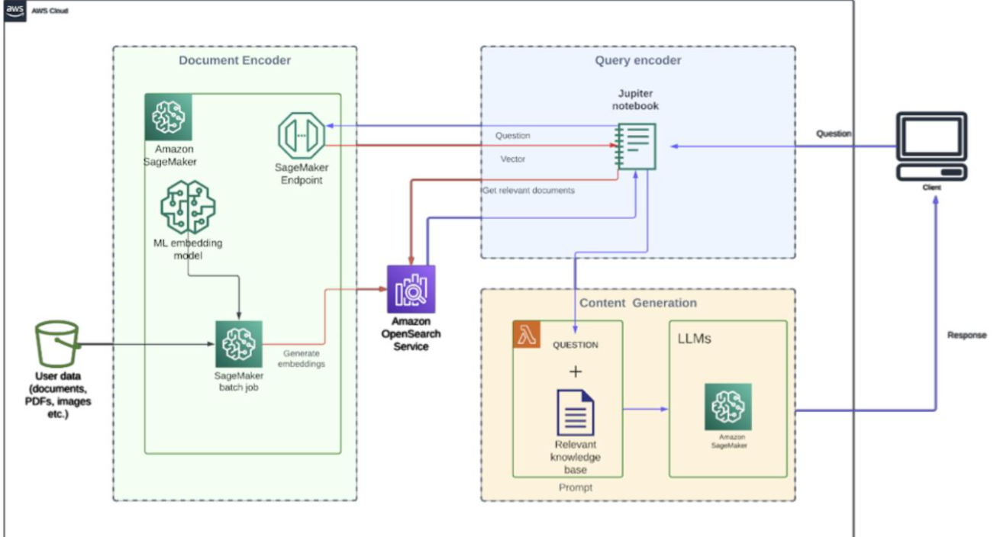 aws
AWS Cloud
Document Encoder
Amazon
SageMaker
SageMaker
Endpoint
ML embedding
model
SageMaker
batch job
Generate
embeddings
User data
(documents,
PDFs, images
etc.)
Amazon
OpenSearch
Service
Query encoder
Jupiter
notebook
Question
Vector
Get relevant documents
Question
Client
Content Generation
QUESTION
+
Relevant
knowledge
base
Prompt
LLMs
Amazon
SageMaker
Response